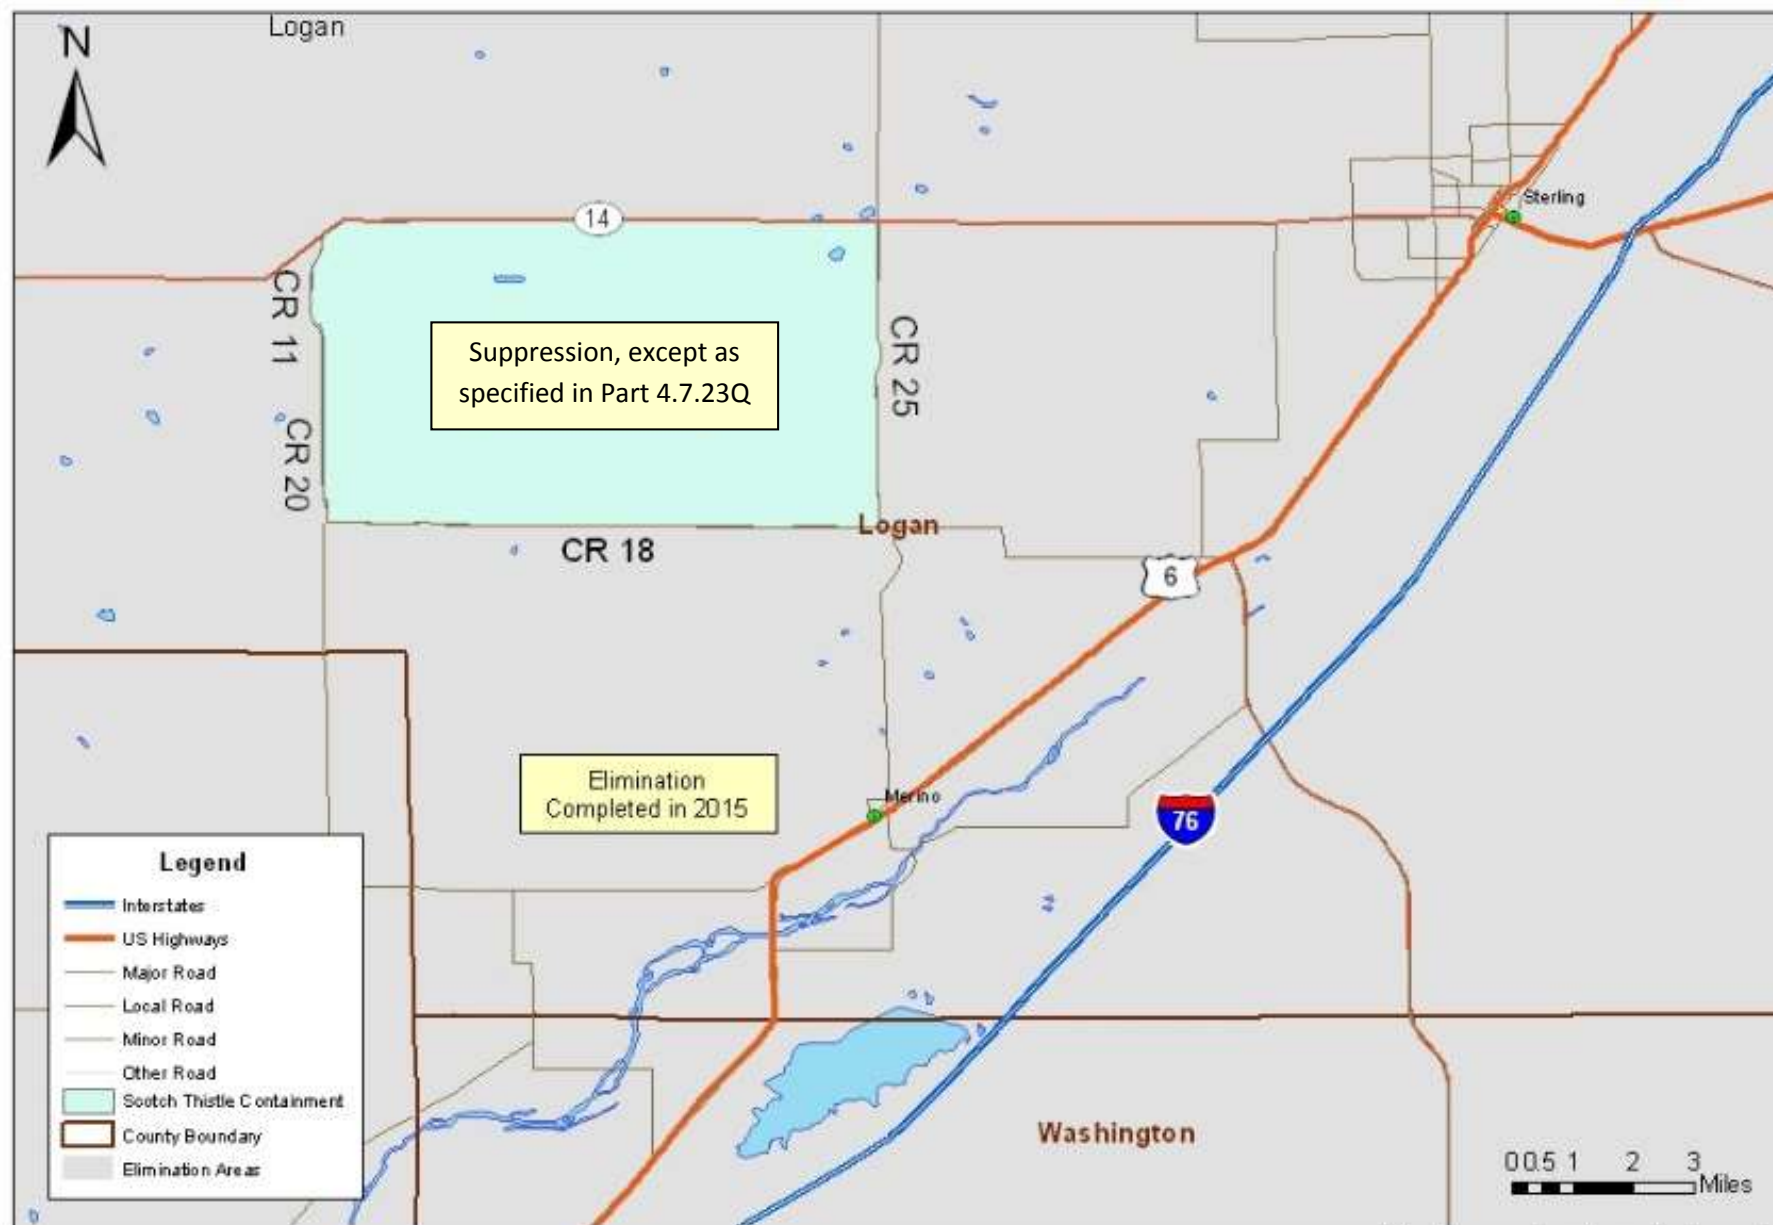 Logan
N
14
Sterling
CR 11
CR 25
Suppression, except as
specified in Part 4.7.23Q
CR 20
Logan
CR 18
6
Elimination
Completed in 2015
Merino
76
Legend
Interstates
US Highways
Major Road
Local Road
Minor Road
Other Road
Scotch Thistle Containment
County Boundary
Elimination Areas
Washington
0 0.5 1 2 3
Miles